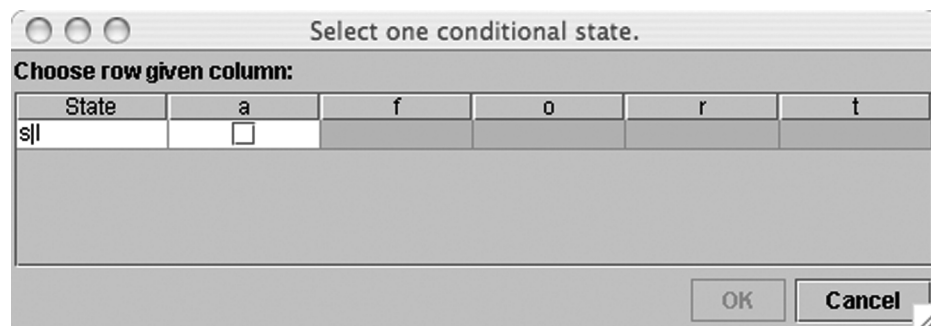 Select one conditional state.
Choose row given column:
State a f o r t
s|l
OK Cancel